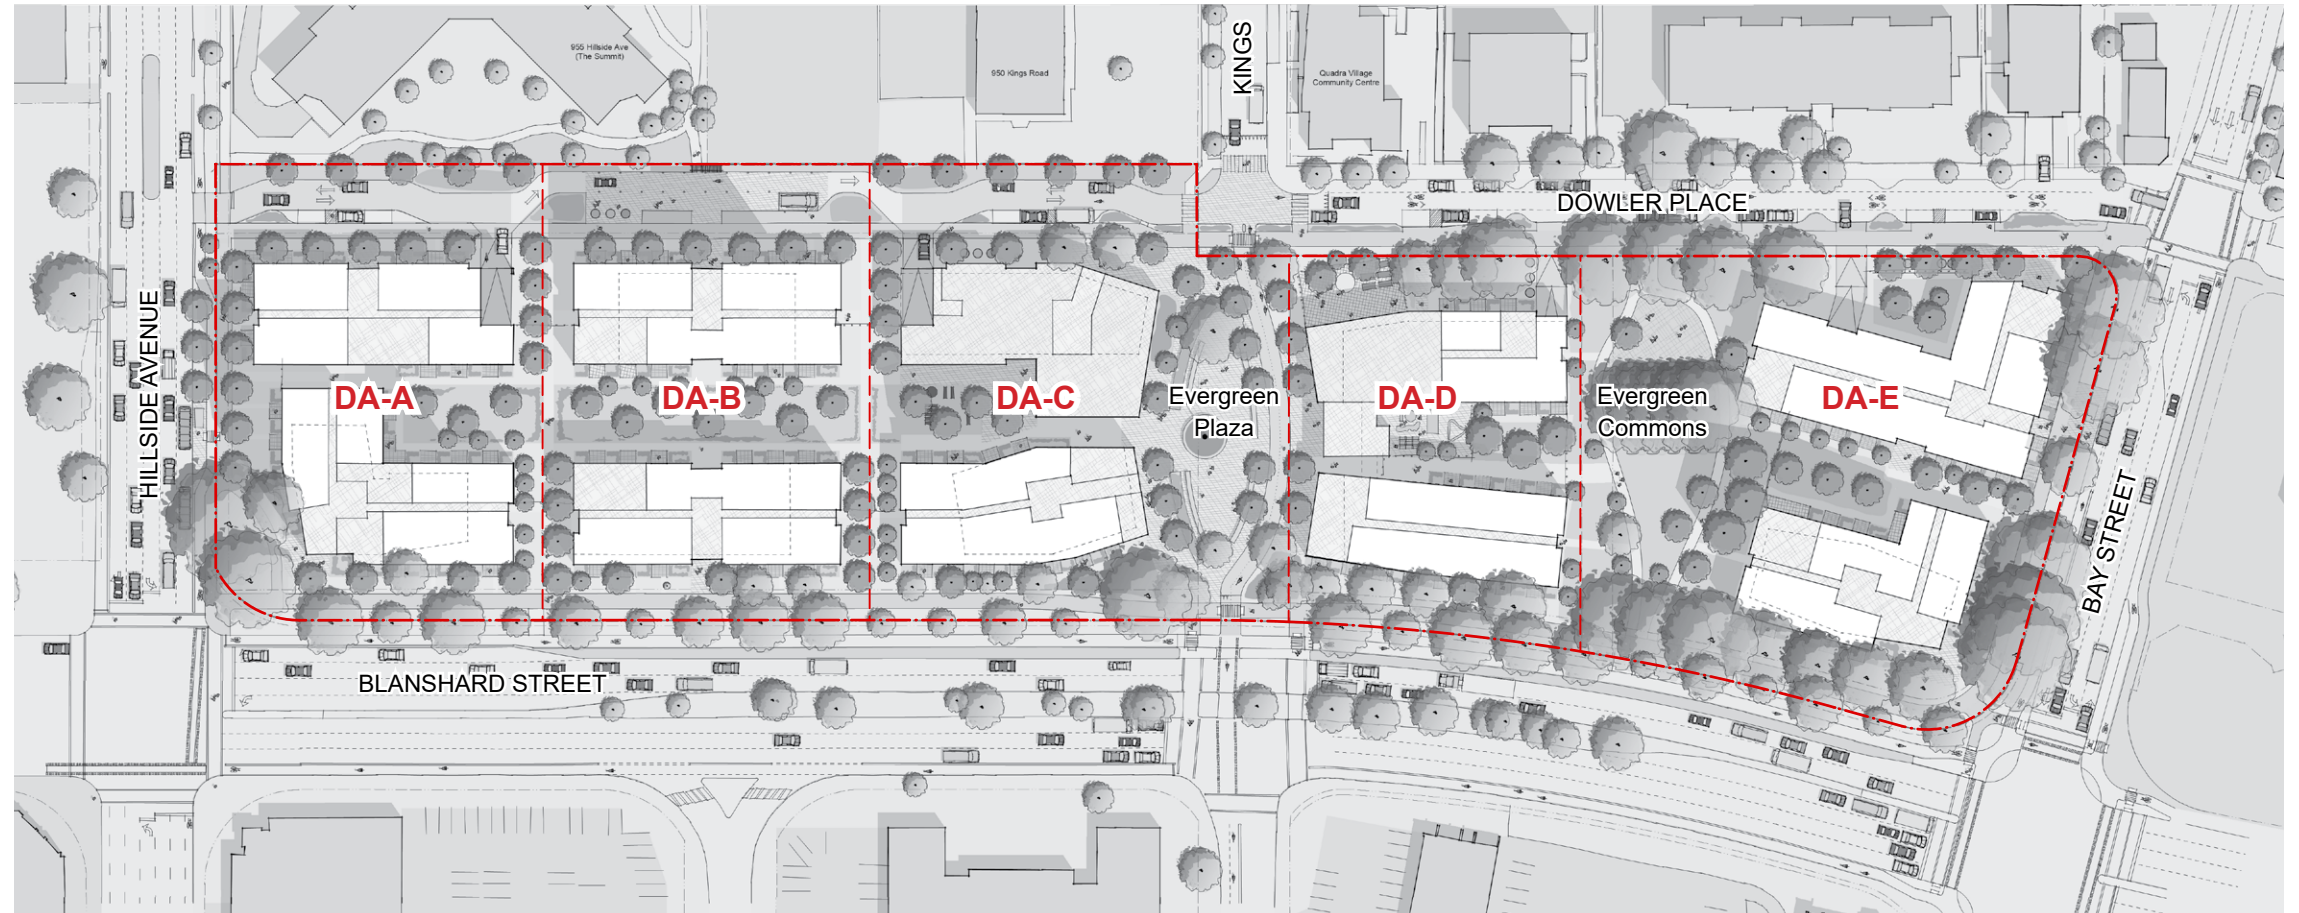 955 Hillside Ave
(The Summit)
950 Kings Road
KINGS
Quadra Village
Community Centre
DOWLER PLACE
HILLSIDE AVENUE
DA-A
DA-B
DA-C
Evergreen
Plaza
DA-D
Evergreen
Commons
DA-E
BAY STREET
BLANSHARD STREET